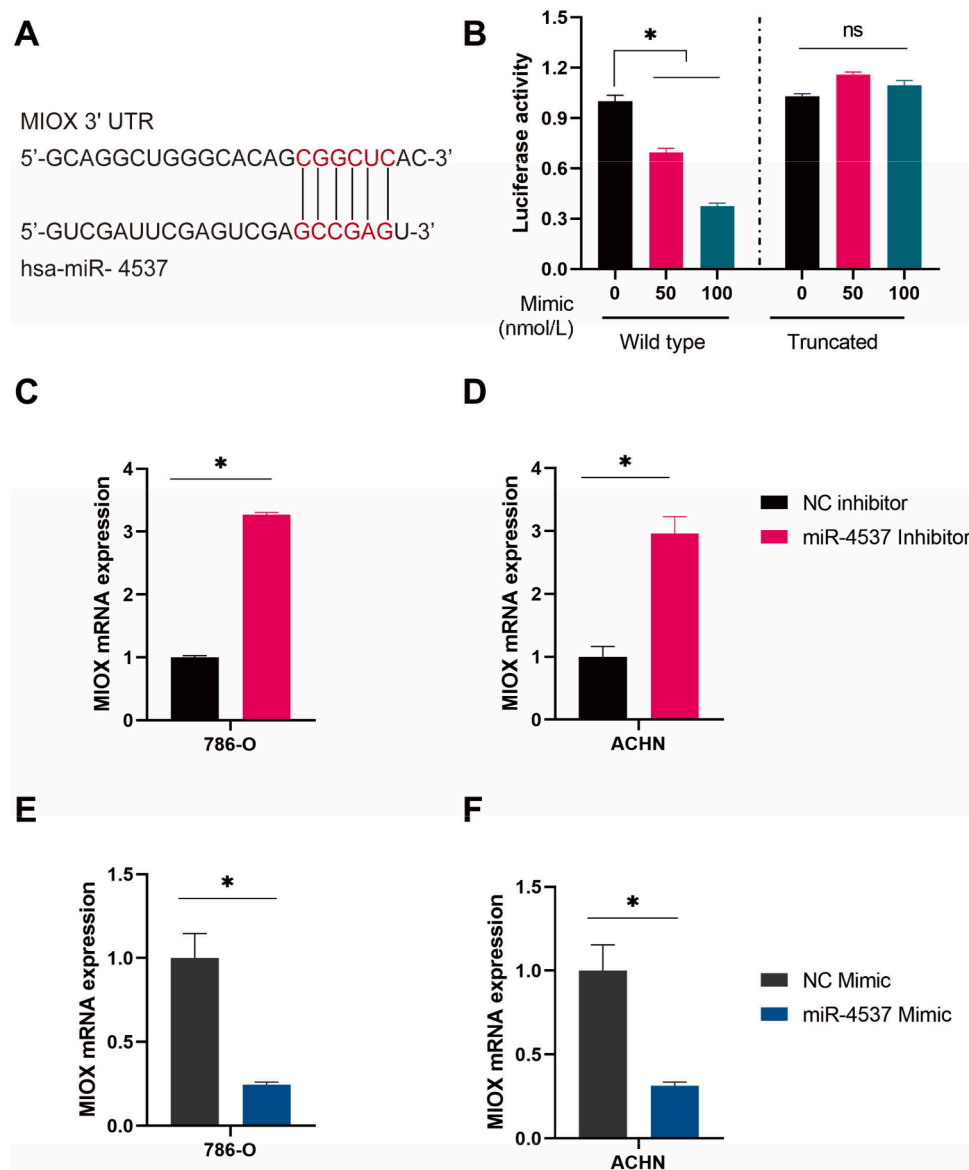 A
MIOX 3' UTR
5'-GCAGGCUGGGCACAGCGGCUCAC-3'
5'-GUCGAUUCGAGUCGAGCCGAGU-3'
hsa-miR- 4537
B
Luciferase activity
1.5
1.2
0.9
0.6
0.3
0.0
*
ns
Mimic
(nmol/L)
0 50 100 0 50 100
Wild type Truncated
C
MIOX mRNA expression
4
3
2
1
0
*
786-O
D
MIOX mRNA expression
4
3
2
1
0
*
ACHN
NC inhibitor
miR-4537 Inhibitor
E
MIOX mRNA expression
1.5
1.0
0.5
0.0
*
786-O
F
MIOX mRNA expression
1.5
1.0
0.5
0.0
*
ACHN
NC Mimic
miR-4537 Mimic